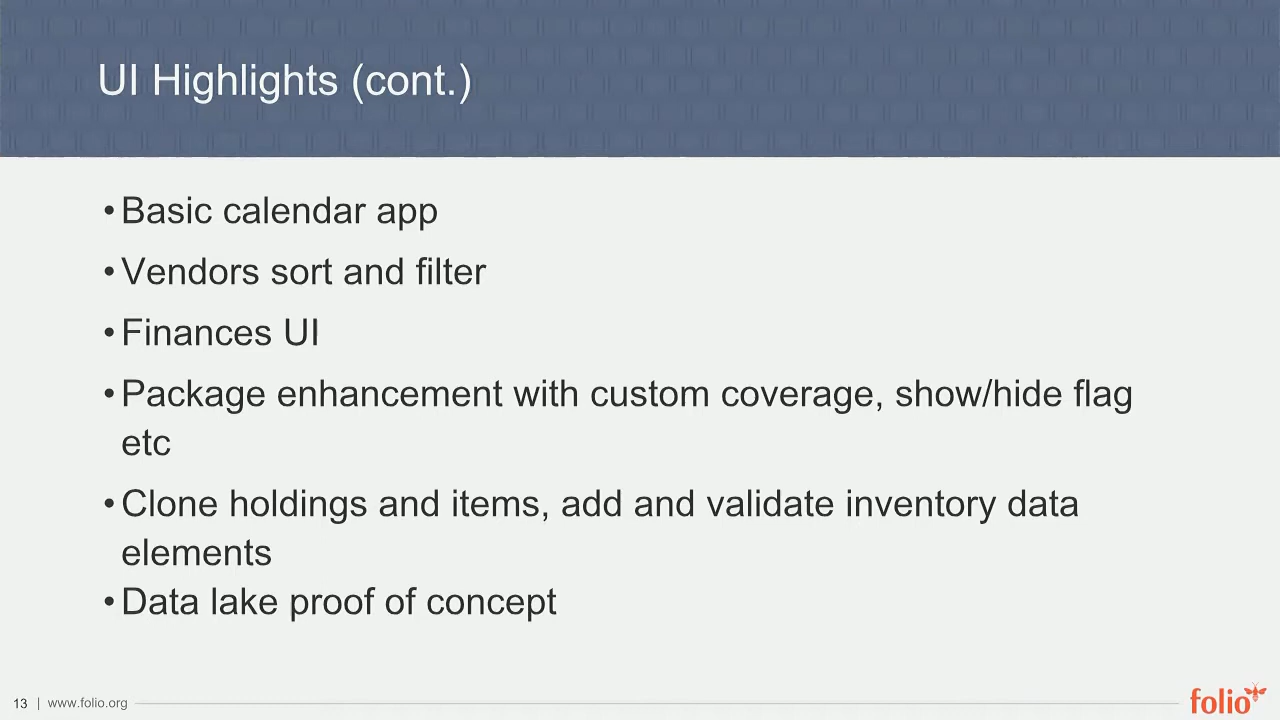 UI Highlights (cont.)
•Basic calendar app
•Vendors sort and filter
•Finances UI
•Package enhancement with custom coverage, show/hide flag
etc
•Clone holdings and items, add and validate inventory data
elements
•Data lake proof of concept
13 | www.folio.org
folio